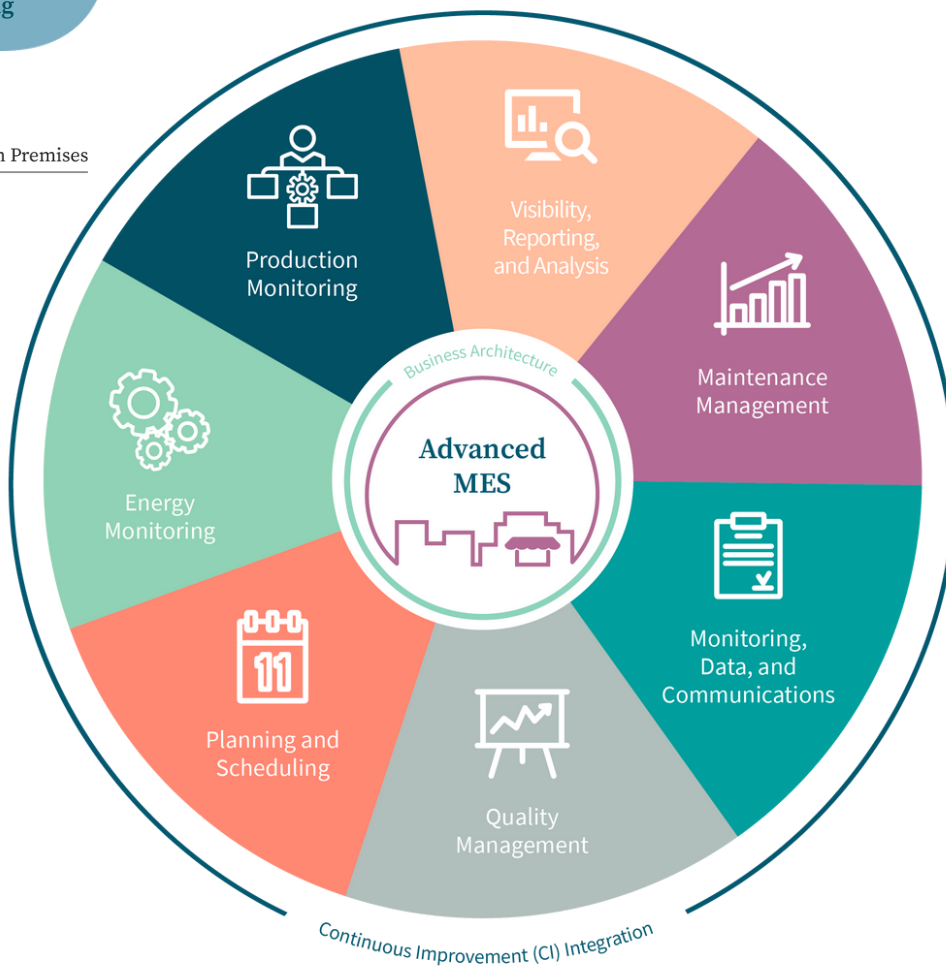 g
n Premises
Visibility,
Reporting,
and Analysis
Production
Monitoring
Maintenance
Management
Business Architecture
Advanced
MES
Energy
Monitoring
Monitoring,
Data, and
Communications
11
Planning and
Scheduling
Quality
Management
Continuous Improvement (CI) Integration